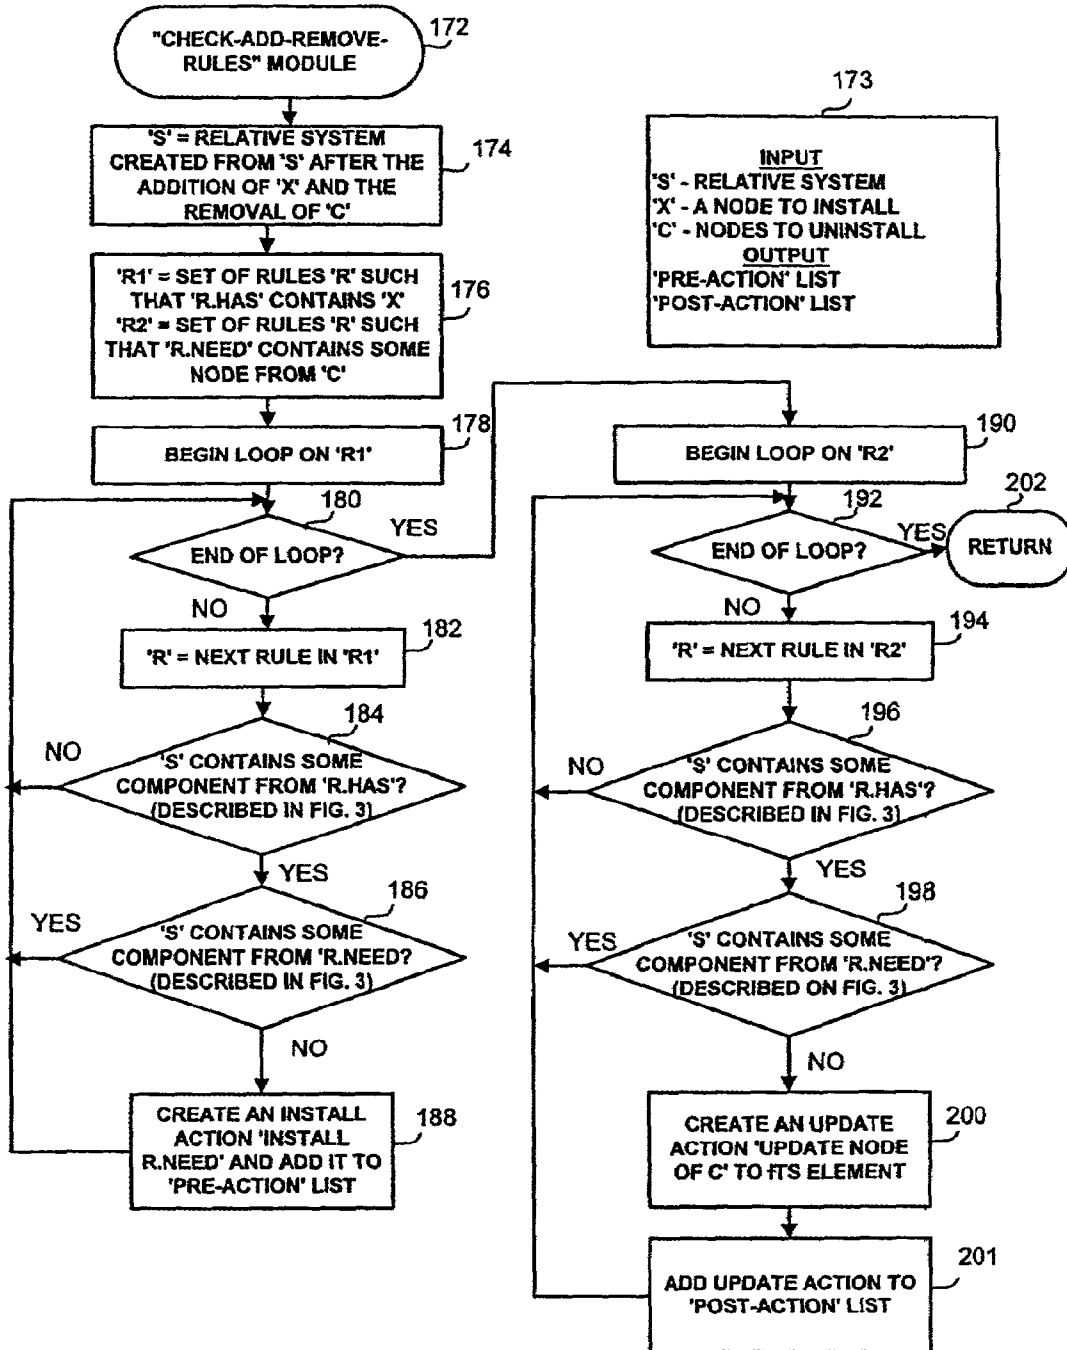 "CHECK-ADD-REMOVE-
RULES" MODULE
172
'S' = RELATIVE SYSTEM
CREATED FROM 'S' AFTER THE
ADDITION OF 'X' AND THE
REMOVAL OF 'C'
174
173
INPUT
'S' - RELATIVE SYSTEM
'X' - A NODE TO INSTALL
'C' - NODES TO UNINSTALL
OUTPUT
'PRE-ACTION' LIST
'POST-ACTION' LIST
'R1' = SET OF RULES 'R' SUCH
THAT 'R.HAS' CONTAINS 'X'
'R2' = SET OF RULES 'R' SUCH
THAT 'R.NEED' CONTAINS SOME
NODE FROM 'C'
176
BEGIN LOOP ON 'R1'
178
END OF LOOP?
180
YES
NO
'R' = NEXT RULE IN 'R1'
182
'S' CONTAINS SOME
COMPONENT FROM 'R.HAS'?
(DESCRIBED IN FIG. 3)
184
NO
YES
'S' CONTAINS SOME
COMPONENT FROM 'R.NEED?
(DESCRIBED IN FIG. 3)
186
YES
NO
CREATE AN INSTALL
ACTION 'INSTALL
R.NEED' AND ADD IT TO
'PRE-ACTION' LIST
188
BEGIN LOOP ON 'R2'
190
END OF LOOP?
192
YES
RETURN
202
NO
'R' = NEXT RULE IN 'R2'
194
'S' CONTAINS SOME
COMPONENT FROM 'R.HAS'?
(DESCRIBED IN FIG. 3)
196
NO
YES
'S' CONTAINS SOME
COMPONENT FROM 'R.NEED'?
(DESCRIBED ON FIG. 3)
198
YES
NO
CREATE AN UPDATE
ACTION 'UPDATE NODE
OF C' TO ITS ELEMENT
200
ADD UPDATE ACTION TO
'POST-ACTION' LIST
201